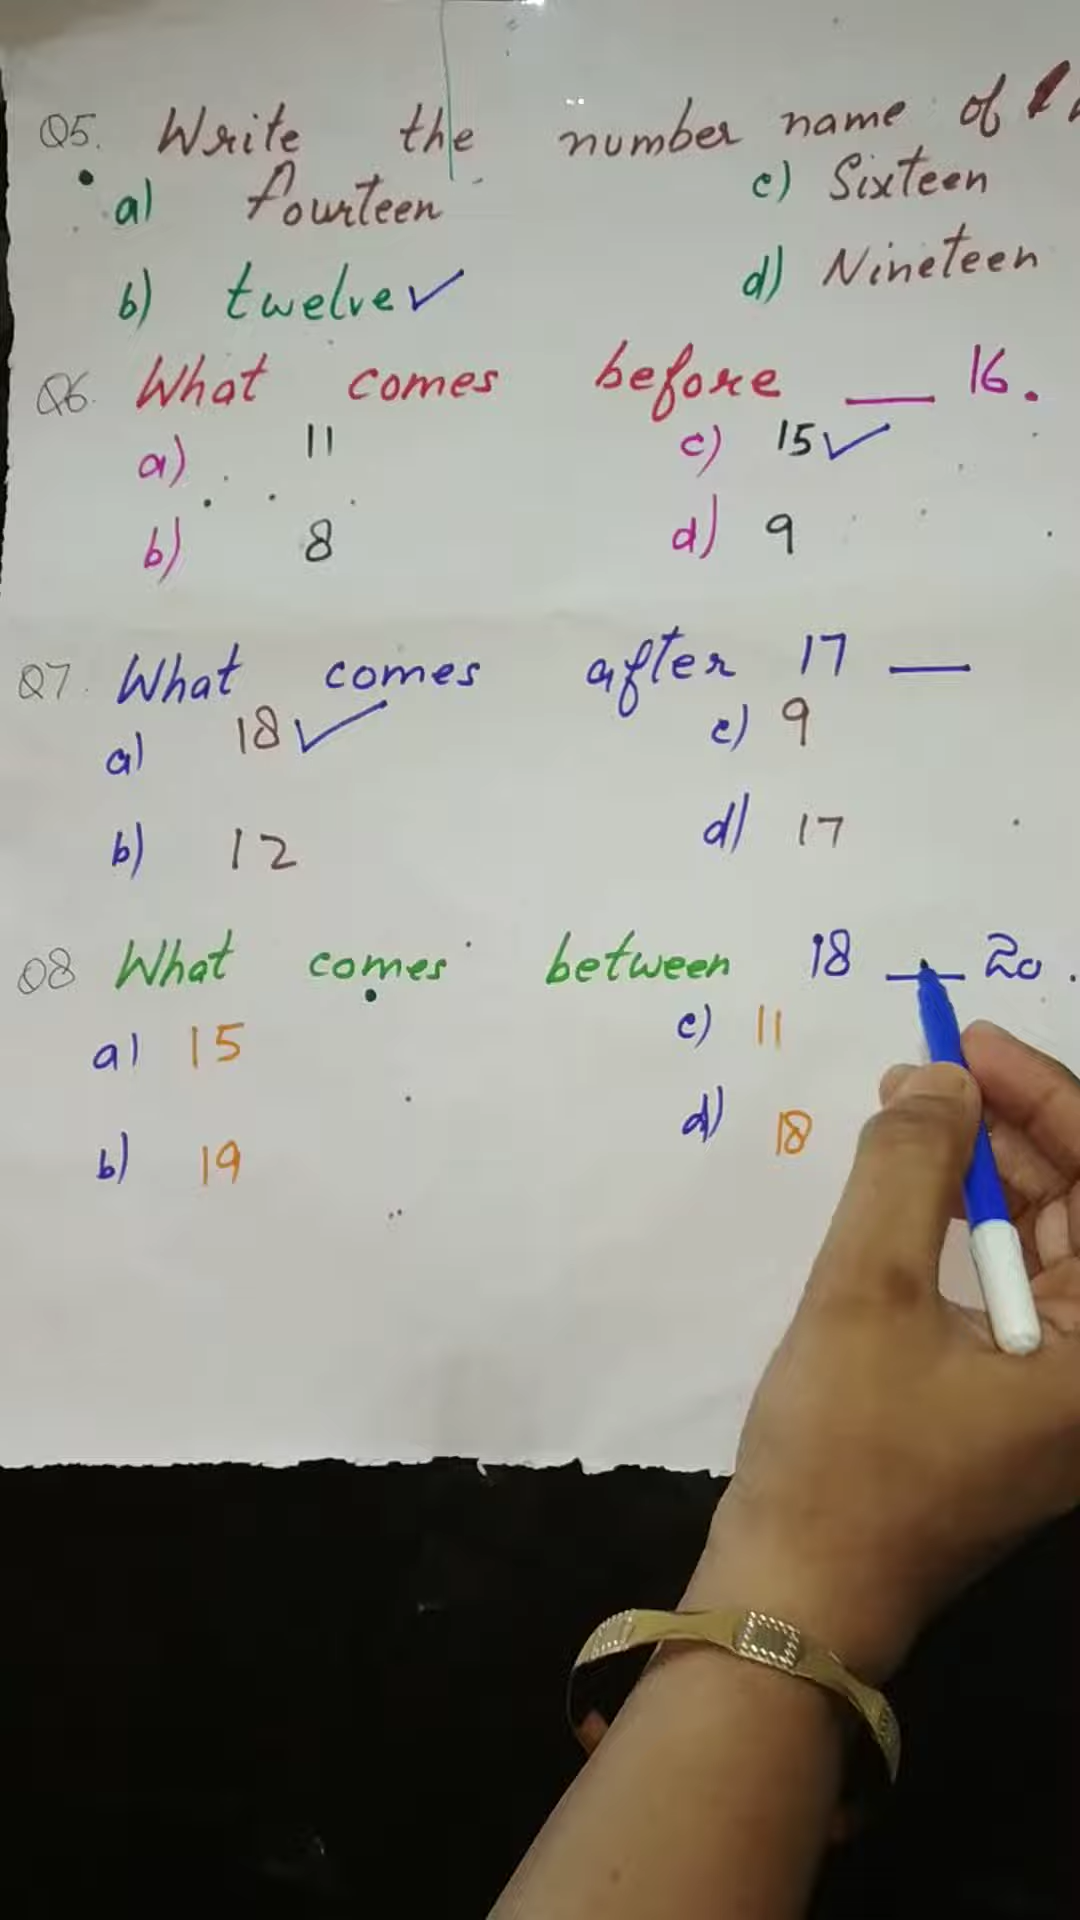 Q5. Write the number name of
a) fourteen c) Sixteen
b) twelve ✓ d) Nineteen
Q6. What comes before __ 16.
a) 11 c) 15 ✓
b) 8 d) 9
Q7. What comes after 17 __
a) 18 ✓ c) 9
b) 12 d) 17
Q8 What comes between 18 __ 20.
a) 15 c) 11
b) 19 d) 18